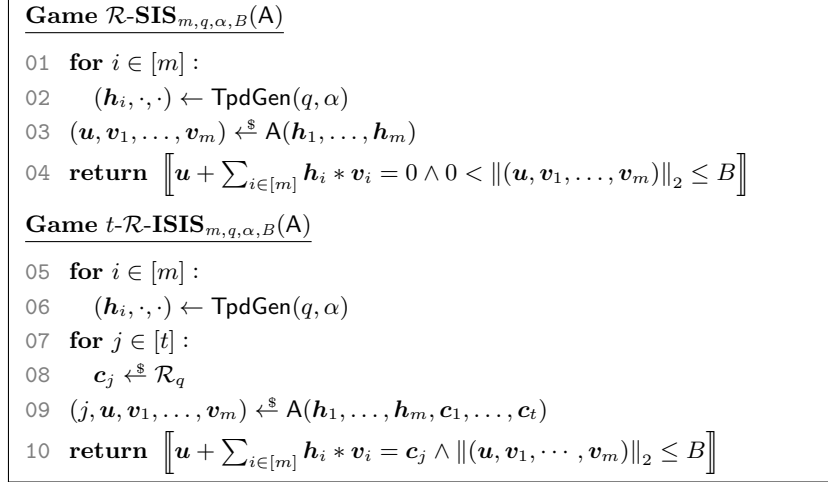 Game R-SIS_{m,q,α,B}(A)
01 for i ∈ [m] :
02 (h_i, ·, ·) ← TpdGen(q, α)
03 (u, v_1, . . . , v_m) ←$ A(h_1, . . . , h_m)
04 return ⟦u + ∑_{i∈[m]} h_i ∗ v_i = 0 ∧ 0 < ‖(u, v_1, . . . , v_m)‖_2 ≤ B⟧
Game t-R-ISIS_{m,q,α,B}(A)
05 for i ∈ [m] :
06 (h_i, ·, ·) ← TpdGen(q, α)
07 for j ∈ [t] :
08 c_j ←$ R_q
09 (j, u, v_1, . . . , v_m) ←$ A(h_1, . . . , h_m, c_1, . . . , c_t)
10 return ⟦u + ∑_{i∈[m]} h_i ∗ v_i = c_j ∧ ‖(u, v_1, · · · , v_m)‖_2 ≤ B⟧